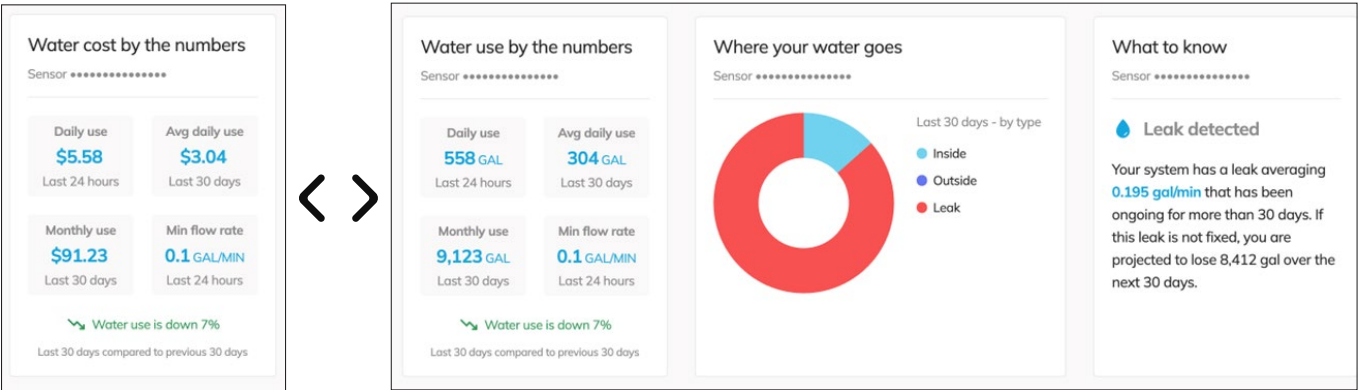 Water cost by the numbers
Sensor •••••••••••••••
Daily use
$5.58
Last 24 hours
Avg daily use
$3.04
Last 30 days
Monthly use
$91.23
Last 30 days
Min flow rate
0.1 GAL/MIN
Last 24 hours
Water use is down 7%
Last 30 days compared to previous 30 days
Water use by the numbers
Sensor •••••••••••••••
Daily use
558 GAL
Last 24 hours
Avg daily use
304 GAL
Last 30 days
Monthly use
9,123 GAL
Last 30 days
Min flow rate
0.1 GAL/MIN
Last 24 hours
Water use is down 7%
Last 30 days compared to previous 30 days
Where your water goes
Sensor •••••••••••••••
Last 30 days - by type
Inside
Outside
Leak
What to know
Sensor •••••••••••••••
Leak detected
Your system has a leak averaging
0.195 gal/min that has been
ongoing for more than 30 days. If
this leak is not fixed, you are
projected to lose 8,412 gal over the
next 30 days.